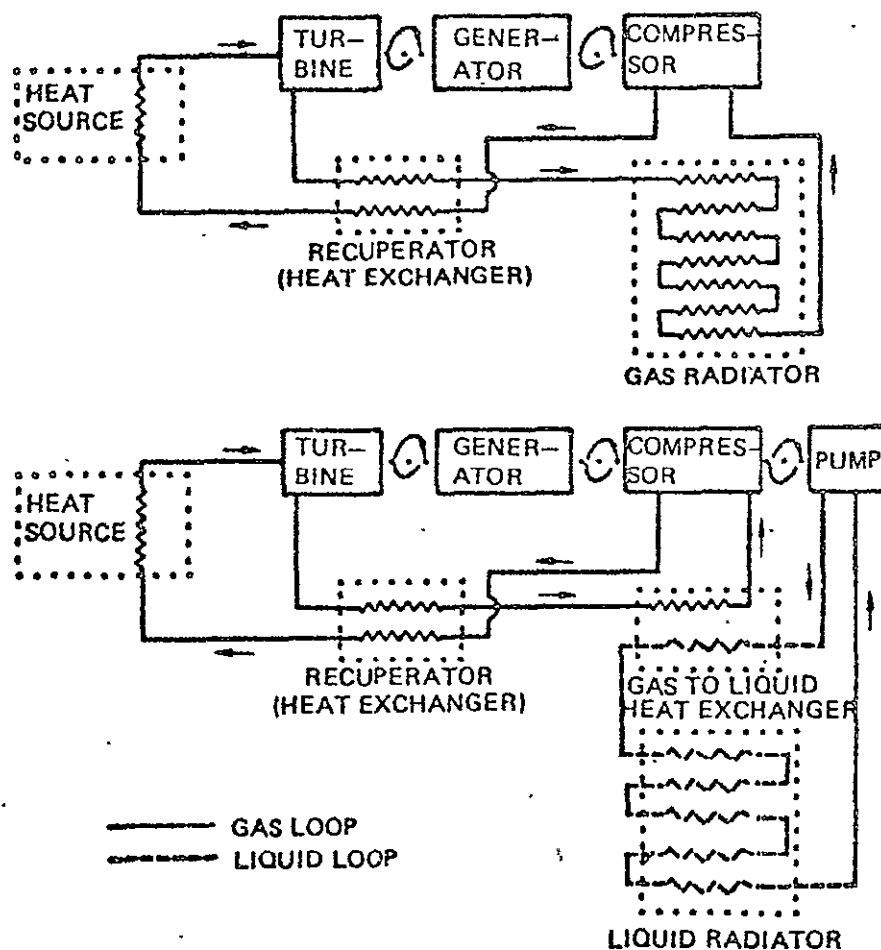 TUR–
BINE
GENER–
ATOR
COMPRES–
SOR
HEAT
SOURCE
RECUPERATOR
(HEAT EXCHANGER)
GAS RADIATOR
TUR–
BINE
GENER–
ATOR
COMPRES–
SOR
PUMP
HEAT
SOURCE
RECUPERATOR
(HEAT EXCHANGER)
GAS TO LIQUID
HEAT EXCHANGER
GAS LOOP
LIQUID LOOP
LIQUID RADIATOR